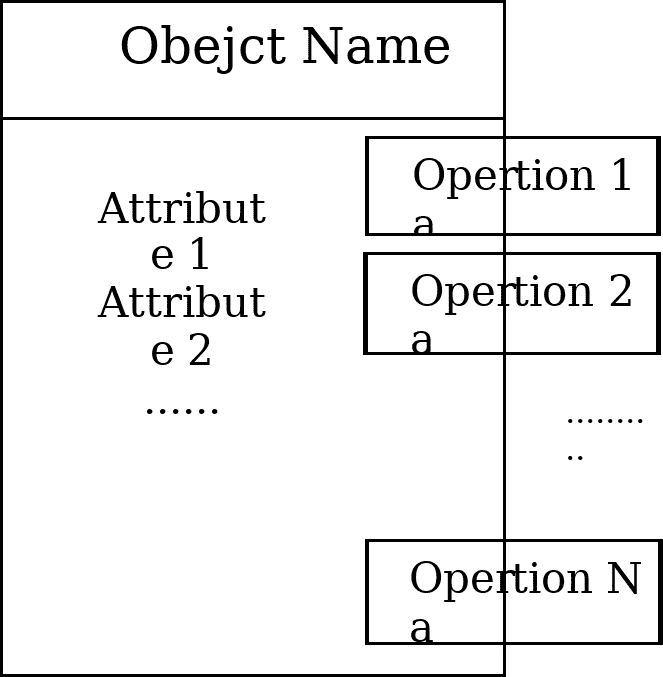 Obejct Name
Opertion 1
a
Attribut
e 1
Attribut
e 2
......
Opertion 2
a
........
..
Opertion N
a